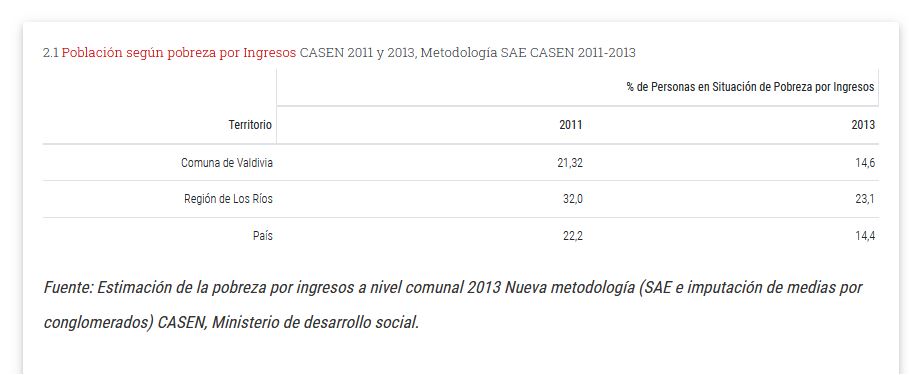 2.1 Población según pobreza por Ingresos CASEN 2011 y 2013, Metodología SAE CASEN 2011-2013
% de Personas en Situación de Pobreza por Ingresos
Territorio 2011 2013
Comuna de Valdivia 21,32 14,6
Región de Los Ríos 32,0 23,1
País 22,2 14,4
Fuente: Estimación de la pobreza por ingresos a nivel comunal 2013 Nueva metodología (SAE e imputación de medias por
conglomerados) CASEN, Ministerio de desarrollo social.